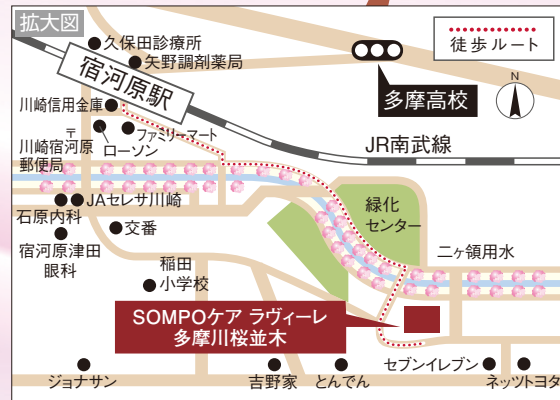 拡大図
徒歩ルート
久保田診療所
矢野調剤薬局
宿河原駅
N
多摩高校
川崎信用金庫
〒
ローソン
ファミリーマート
JR南武線
川崎宿河原
郵便局
JAセレサ川崎
石原内科
交番
宿河原津田
眼科
緑化
センター
二ヶ領用水
稲田
小学校
SOMPOケア ラヴィーレ
多摩川桜並木
セブンイレブン
ジョナサン
吉野家
とんでん
ネッツトヨタ